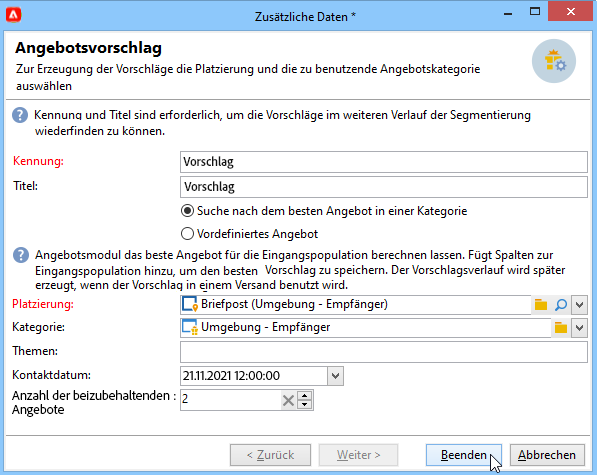 Zusätzliche Daten *
Angebotsvorschlag
Zur Erzeugung der Vorschläge die Platzierung und die zu benutzende Angebotskategorie
auswählen
Kennung und Titel sind erforderlich, um die Vorschläge im weiteren Verlauf der Segmentierung
wiederfinden zu können.
Kennung: Vorschlag
Titel: Vorschlag
Suche nach dem besten Angebot in einer Kategorie
Vordefiniertes Angebot
Angebotsmodul das beste Angebot für die Eingangspopulation berechnen lassen. Fügt Spalten zur
Eingangspopulation hinzu, um den besten Vorschlag zu speichern. Der Vorschlagsverlauf wird später
erzeugt, wenn der Vorschlag in einem Versand benutzt wird.
Platzierung: Briefpost (Umgebung - Empfänger)
Kategorie: Umgebung - Empfänger
Themen:
Kontaktdatum: 21.11.2021 12:00:00
Anzahl der beizubehaltenden : 2
Angebote
< Zurück Weiter > Beenden Abbrechen